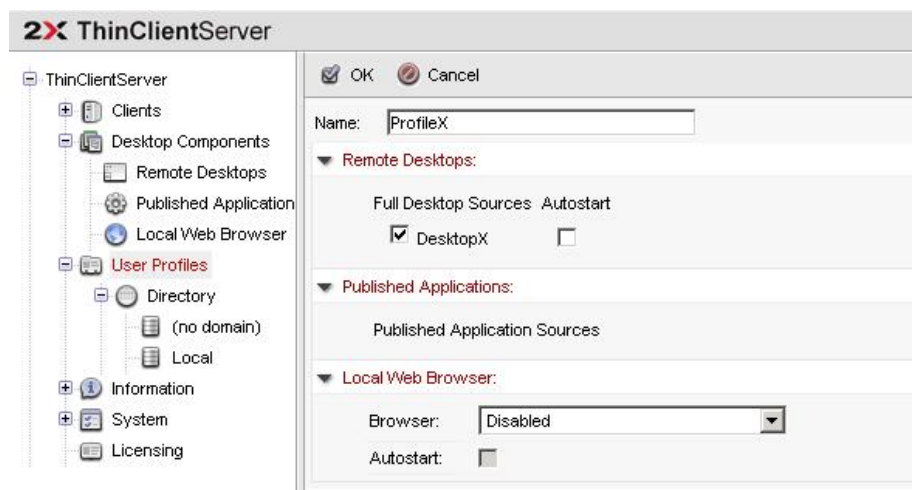 2X ThinClientServer
ThinClientServer
Clients
Desktop Components
Remote Desktops
Published Application
Local Web Browser
User Profiles
Directory
(no domain)
Local
Information
System
Licensing
OK Cancel
Name: ProfileX
Remote Desktops:
Full Desktop Sources Autostart
DesktopX
Published Applications:
Published Application Sources
Local Web Browser:
Browser: Disabled
Autostart: